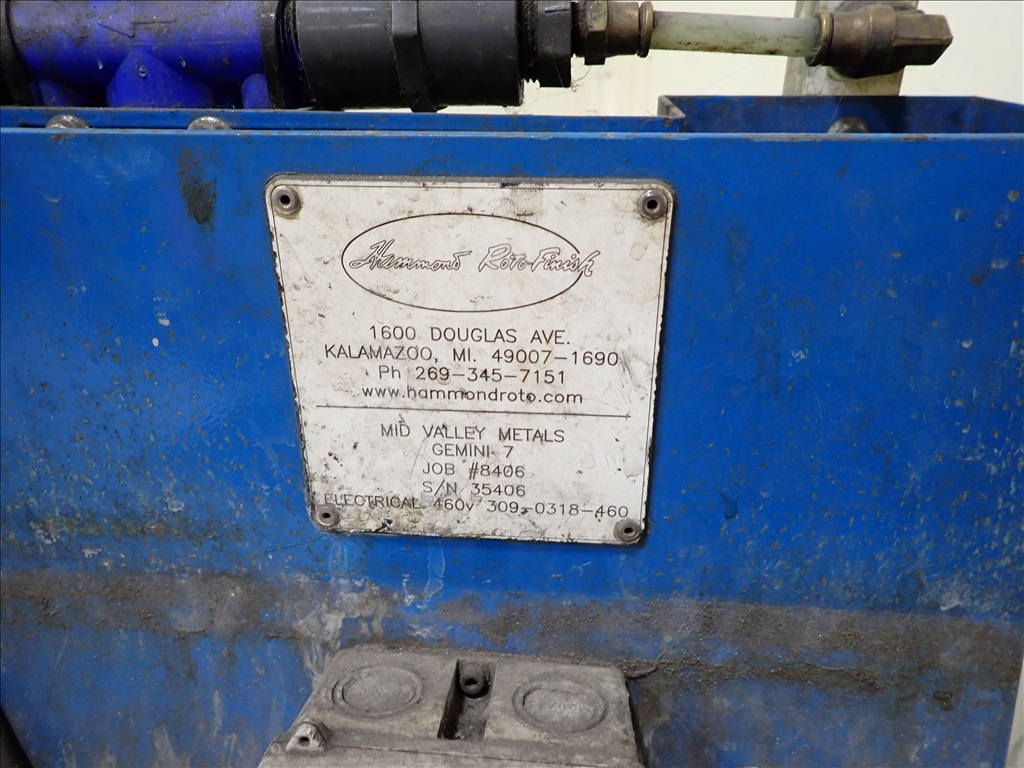 Hammond Roto-Finish
1600 DOUGLAS AVE.
KALAMAZOO, MI. 49007-1690
Ph 269-345-7151
www.hammondroto.com
MID VALLEY METALS
GEMINI 7
JOB #8406
S/N 35406
ELECTRICAL 460v 309-0318-460